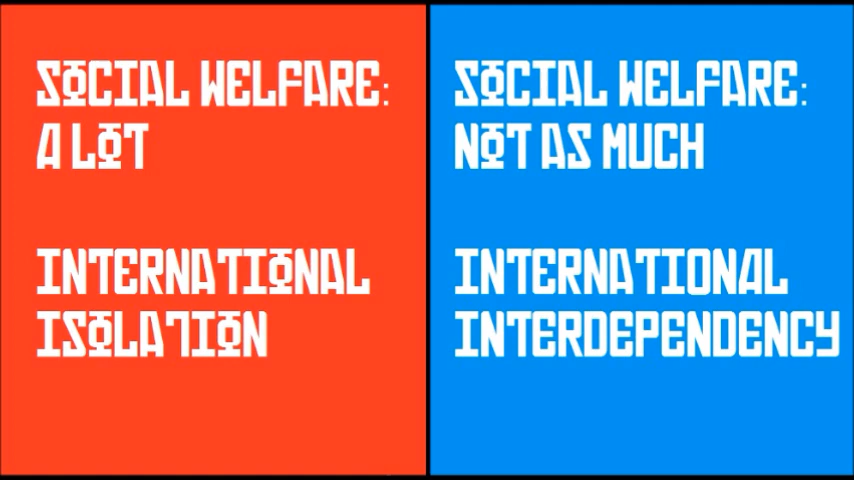 SOCIAL WELFARE:
A LOT
INTERNATIONAL
ISOLATION
SOCIAL WELFARE:
NOT AS MUCH
INTERNATIONAL
INTERDEPENDENCY